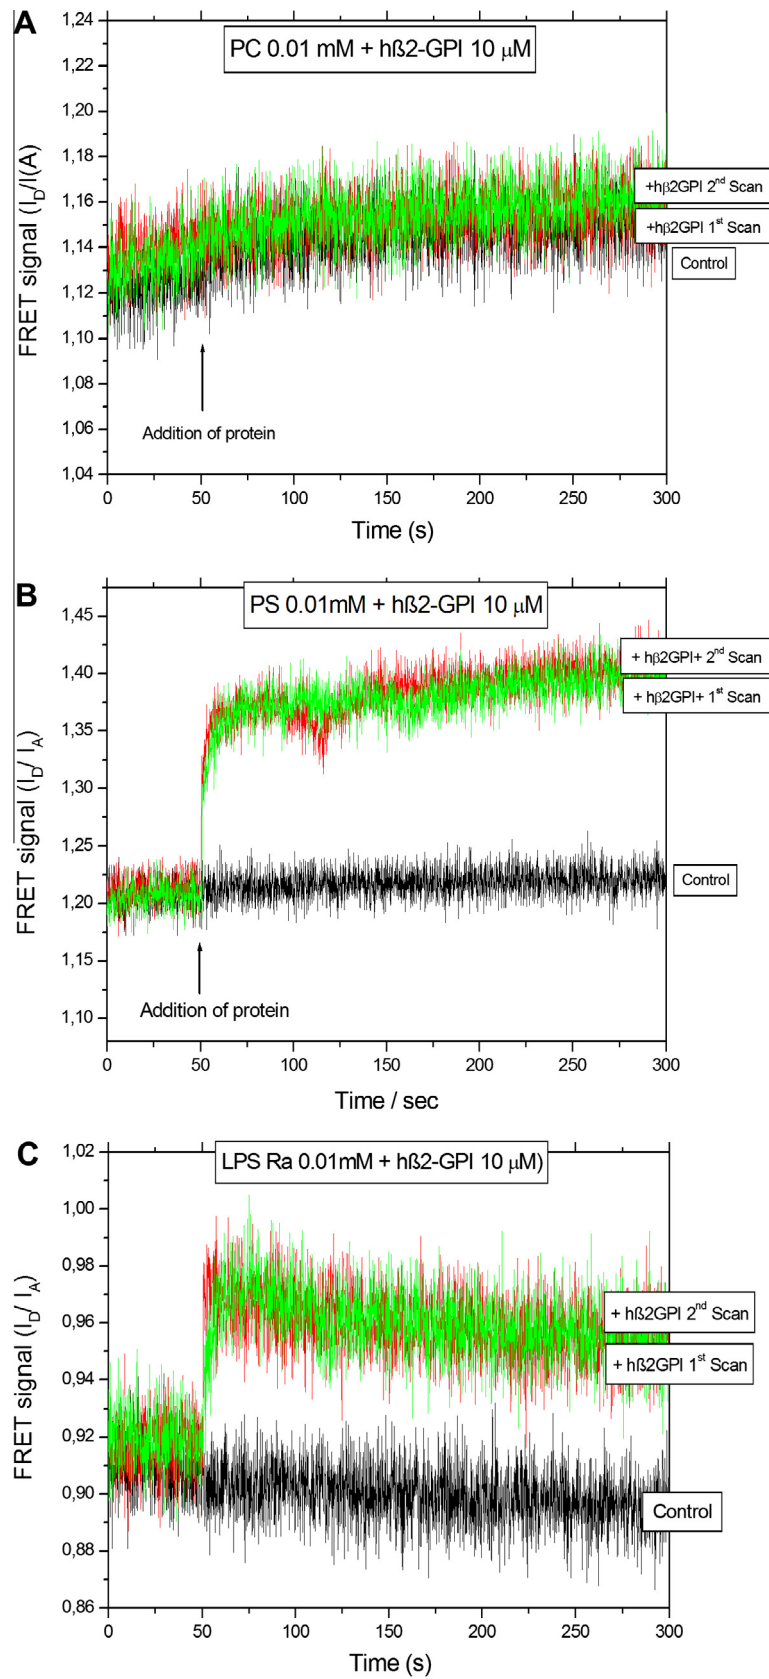 A
PC 0.01 mM + hß2-GPI 10 µM
1,24
1,22
1,20
1,18
1,16
1,14
1,12
1,10
1,08
1,06
1,04
FRET signal (I_D/I(A)
+hβ2GPI 2nd Scan
+hβ2GPI 1st Scan
Control
Addition of protein
0 50 100 150 200 250 300
Time (s)
B
PS 0.01mM + hß2-GPI 10 µM
1,45
1,40
1,35
1,30
1,25
1,20
1,15
1,10
FRET signal (I_D/ I_A)
+ hβ2GPI+ 2nd Scan
+ hβ2GPI+ 1st Scan
Control
Addition of protein
0 50 100 150 200 250 300
Time / sec
C
LPS Ra 0.01mM + hß2-GPI 10 µM)
1,02
1,00
0,98
0,96
0,94
0,92
0,90
0,88
0,86
FRET signal (I_D/ I_A)
+ hß2GPI 2nd Scan
+ hß2GPI 1st Scan
Control
0 50 100 150 200 250 300
Time (s)